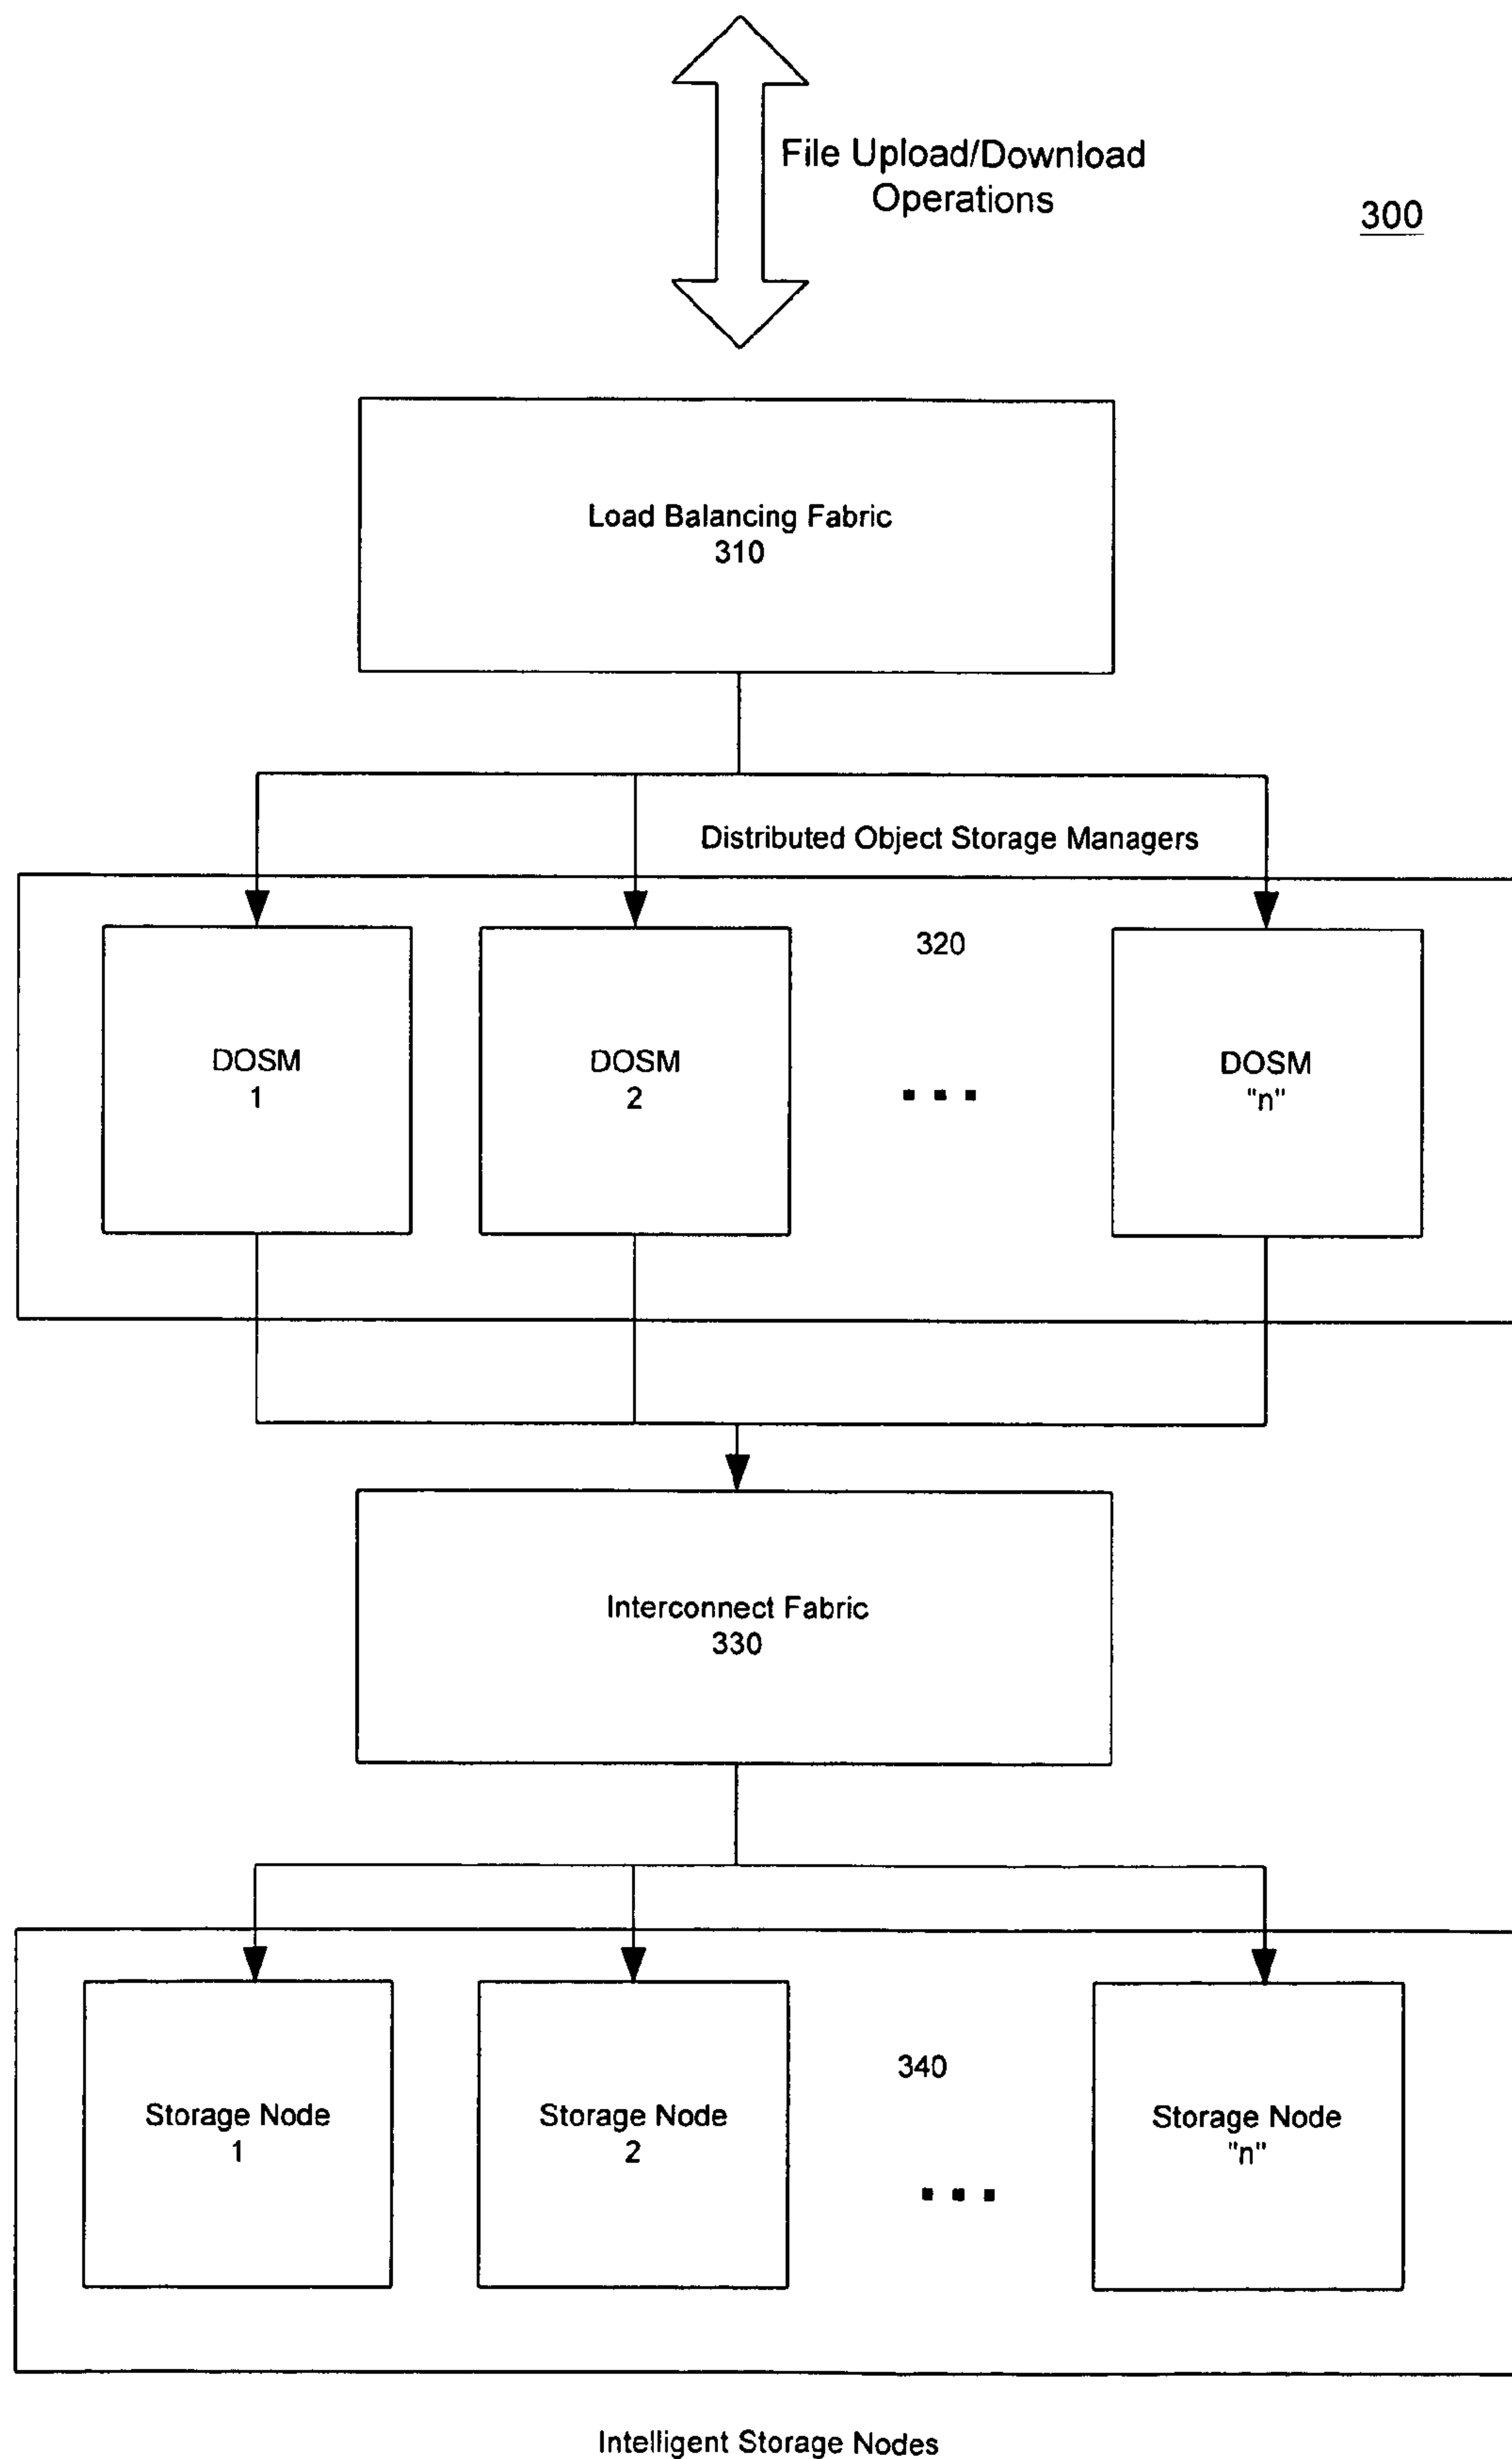 File Upload/Download
Operations
300
Load Balancing Fabric
310
Distributed Object Storage Managers
320
DOSM
1
DOSM
2
DOSM
"n"
Interconnect Fabric
330
340
Storage Node
1
Storage Node
2
Storage Node
"n"
Intelligent Storage Nodes